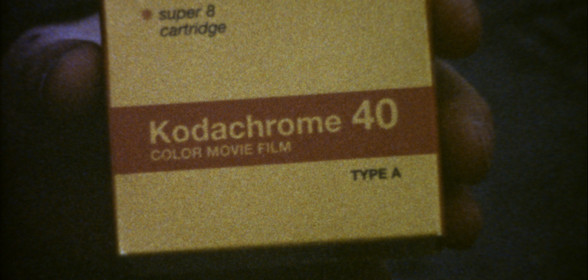 super 8
cartridge
Kodachrome 40
COLOR MOVIE FILM
TYPE A